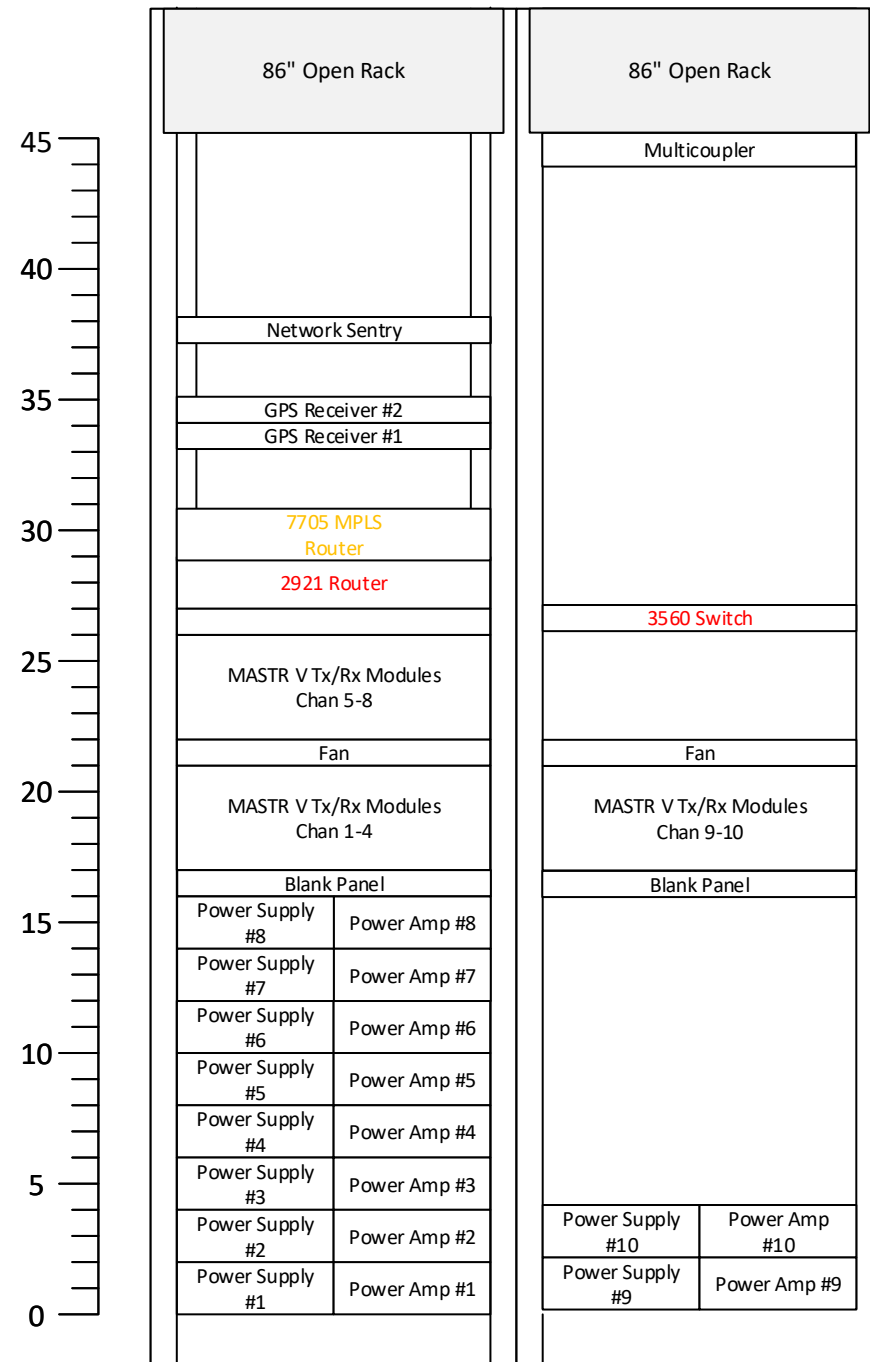 86" Open Rack
86" Open Rack
45
Multicoupler
40
Network Sentry
35
GPS Receiver #2
GPS Receiver #1
30
7705 MPLS
Router
2921 Router
3560 Switch
25
MASTR V Tx/Rx Modules
Chan 5-8
Fan
Fan
20
MASTR V Tx/Rx Modules
Chan 1-4
MASTR V Tx/Rx Modules
Chan 9-10
Blank Panel
Blank Panel
15
Power Supply
#8
Power Amp #8
Power Supply
#7
Power Amp #7
Power Supply
#6
Power Amp #6
10
Power Supply
#5
Power Amp #5
Power Supply
#4
Power Amp #4
5
Power Supply
#3
Power Amp #3
Power Supply
#2
Power Amp #2
Power Supply
#10
Power Amp
#10
Power Supply
#1
Power Amp #1
Power Supply
#9
Power Amp #9
0